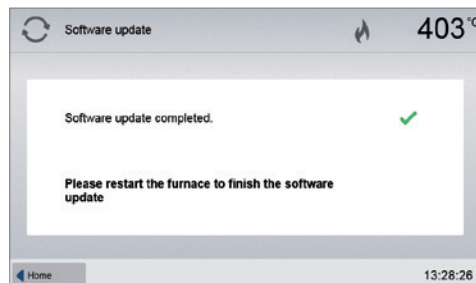 Software update
403°C
Software update completed.
Please restart the furnace to finish the software
update
Home
13:28:26